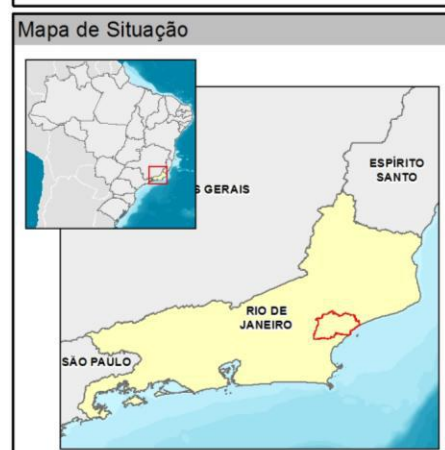 Mapa de Situação
ESPÍRITO
SANTO
S GERAIS
RIO DE
JANEIRO
SÃO PAULO